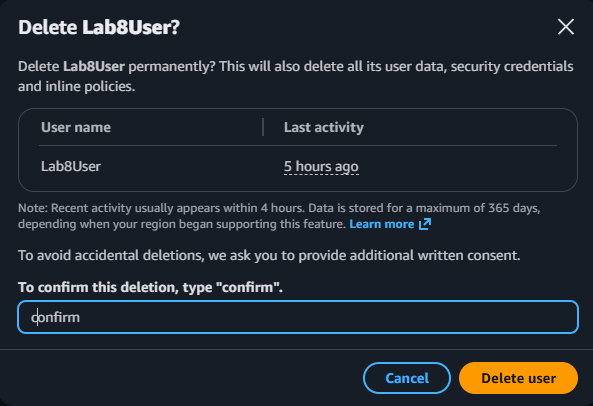 Delete Lab8User?
Delete Lab8User permanently? This will also delete all its user data, security credentials
and inline policies.
User name
Last activity
Lab8User
5 hours ago
Note: Recent activity usually appears within 4 hours. Data is stored for a maximum of 365 days,
depending when your region began supporting this feature. Learn more
To avoid accidental deletions, we ask you to provide additional written consent.
To confirm this deletion, type "confirm".
confirm
Cancel
Delete user